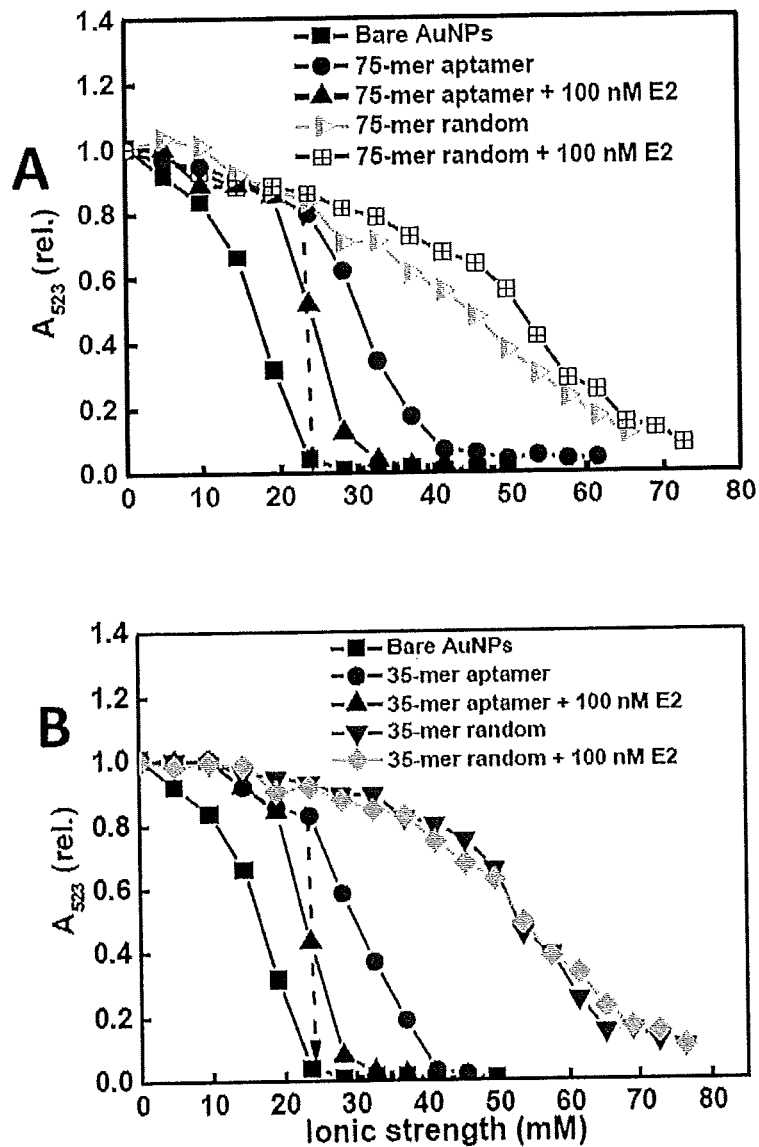 A
1.4
1.2
1.0
0.8
0.6
0.4
0.2
0.0
A523 (rel.)
Bare AuNPs
75-mer aptamer
75-mer aptamer + 100 nM E2
75-mer random
75-mer random + 100 nM E2
0 10 20 30 40 50 60 70 80
B
1.4
1.2
1.0
0.8
0.6
0.4
0.2
0.0
A523 (rel.)
Bare AuNPs
35-mer aptamer
35-mer aptamer + 100 nM E2
35-mer random
35-mer random + 100 nM E2
0 10 20 30 40 50 60 70 80
Ionic strength (mM)